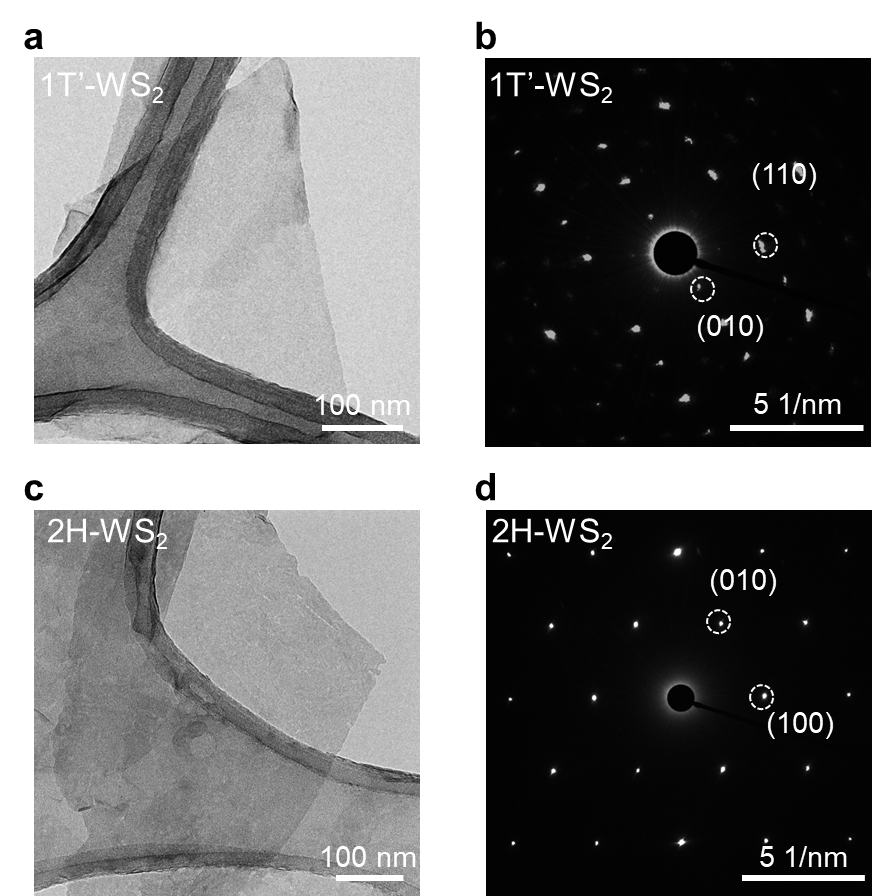 a
1T’-WS2
100 nm
b
1T’-WS2
(110)
(010)
5 1/nm
c
2H-WS2
100 nm
d
2H-WS2
(010)
(100)
5 1/nm